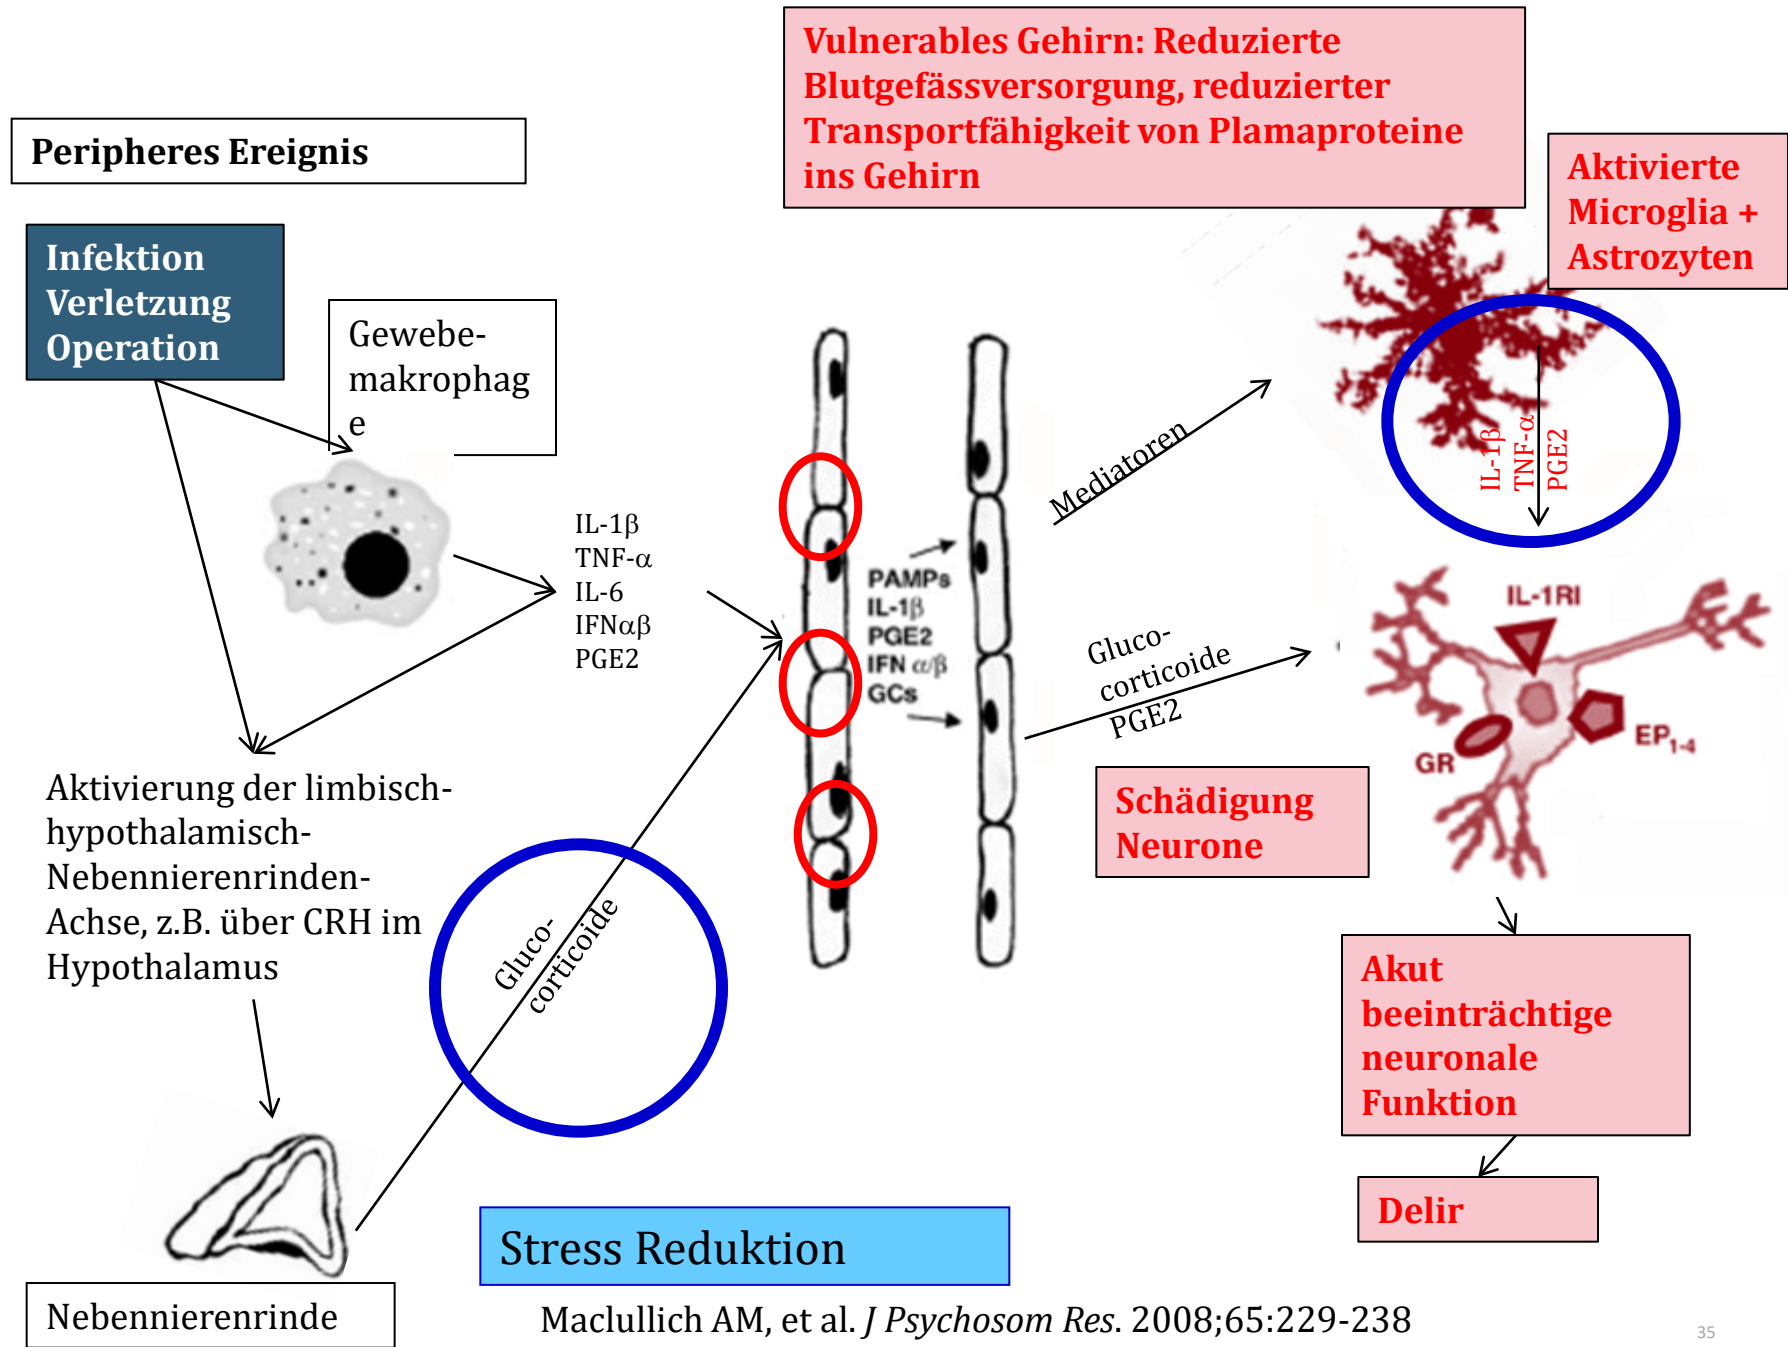 Vulnerables Gehirn: Reduzierte
Blutgefässversorgung, reduzierter
Transportfähigkeit von Plamaproteine
ins Gehirn
Peripheres Ereignis
Aktivierte
Microglia +
Astrozyten
Infektion
Verletzung
Operation
Gewebe-
makrophag
e
IL-1β
TNF-α
IL-6
IFNαβ
PGE2
PAMPs
IL-1β
PGE2
IFN α/β
GCs
Mediatoren
IL-1β
TNF-α
PGE2
Gluco-
corticoide
PGE2
IL-1RI
GR
EP1-4
Schädigung
Neurone
Aktivierung der limbisch-
hypothalamisch-
Nebennierenrinden-
Achse, z.B. über CRH im
Hypothalamus
Gluco-
corticoide
Akut
beeinträchtige
neuronale
Funktion
Delir
Stress Reduktion
Nebennierenrinde
Maclullich AM, et al. J Psychosom Res. 2008;65:229-238
35